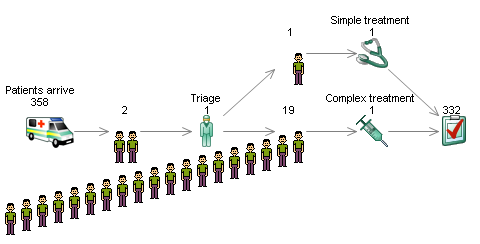 Simple treatment
1
1
Patients arrive
358
2
Triage
1
19
Complex treatment
1
332